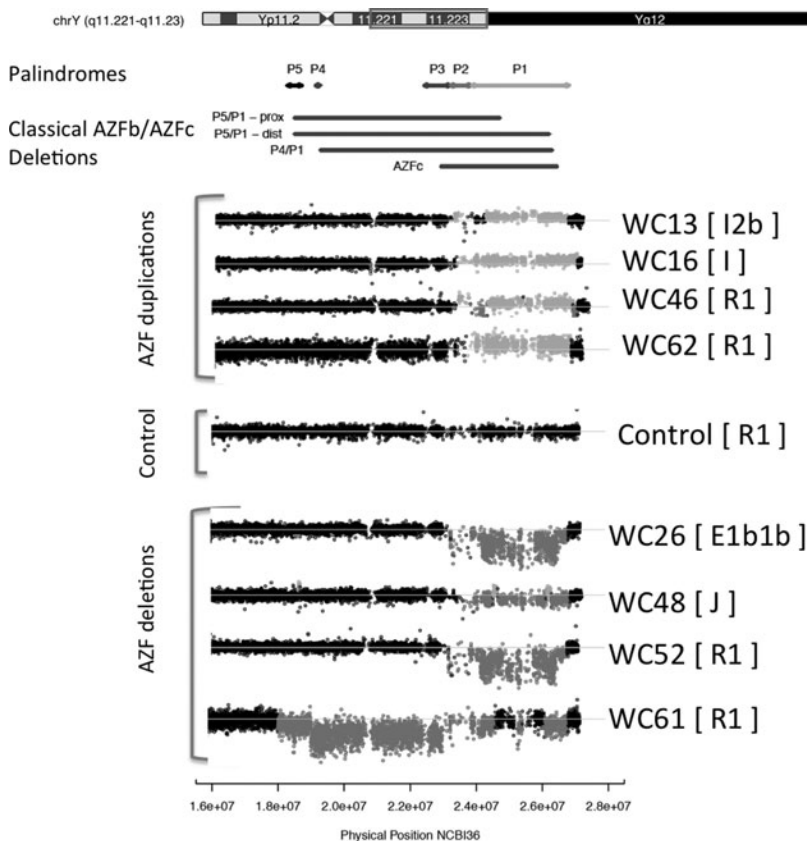 chrY (q11.221-q11.23) Yp11.2 11.221 11.223 Yq12
Palindromes P5 P4 P3 P2 P1
Classical AZFb/AZFc
Deletions
P5/P1 – prox
P5/P1 – dist
P4/P1
AZFc
AZF duplications
WC13 [ I2b ]
WC16 [ I ]
WC46 [ R1 ]
WC62 [ R1 ]
Control
Control [ R1 ]
AZF deletions
WC26 [ E1b1b ]
WC48 [ J ]
WC52 [ R1 ]
WC61 [ R1 ]
1.6e+07 1.8e+07 2.0e+07 2.2e+07 2.4e+07 2.6e+07 2.8e+07
Physical Position NCBI36